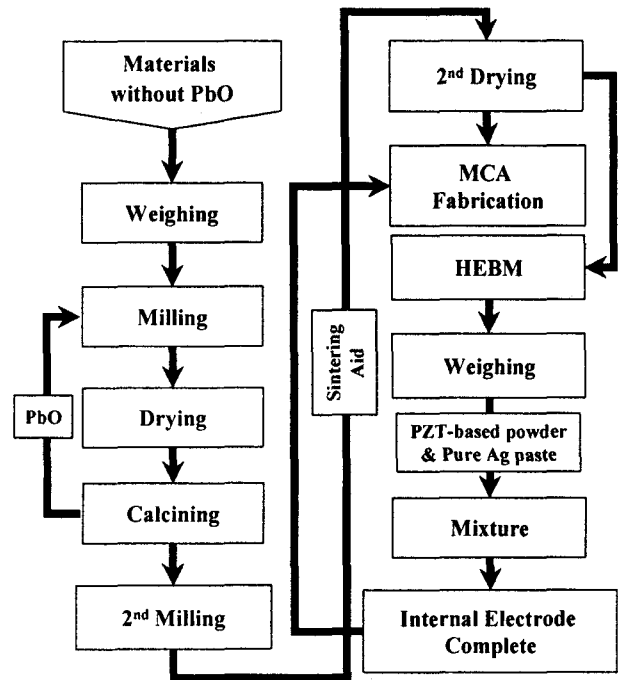 Materials
without PbO
Weighing
Milling
PbO
Drying
Calcining
2nd Milling
Sintering
Aid
2nd Drying
MCA
Fabrication
HEBM
Weighing
PZT-based powder
& Pure Ag paste
Mixture
Internal Electrode
Complete